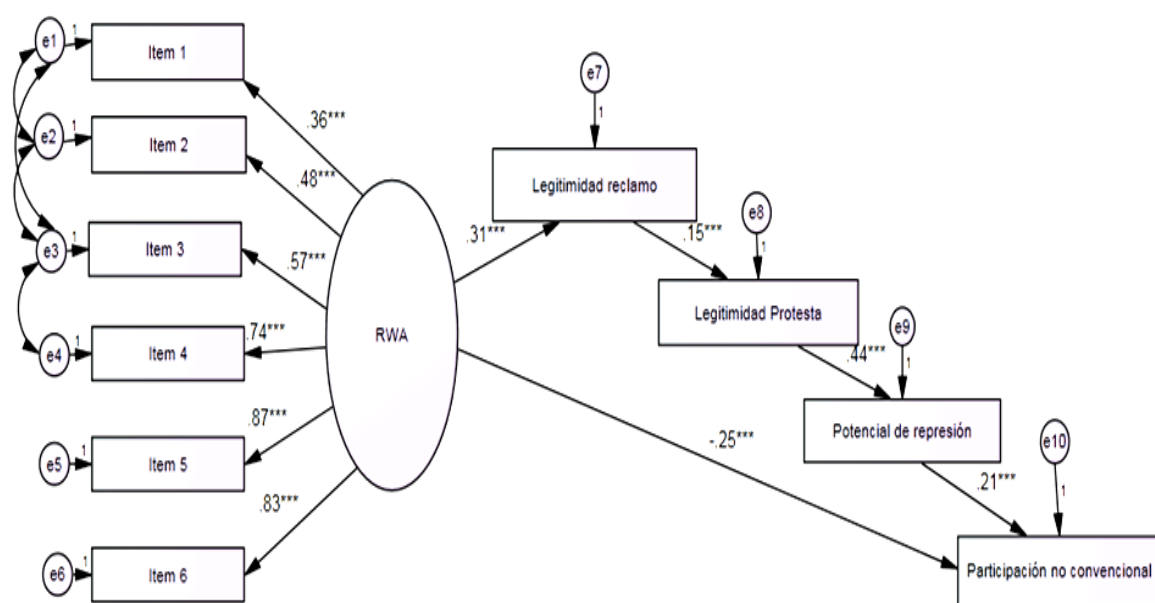 e1
1
Item 1
e2
1
Item 2
e3
1
Item 3
e4
1
Item 4
e5
1
Item 5
e6
1
Item 6
.36***
.48***
.57***
.74***
.87***
.83***
RWA
.31***
-.25***
e7
1
Legitimidad reclamo
.15***
e8
1
Legitimidad Protesta
.44***
e9
1
Potencial de represión
.21***
e10
1
Participación no convencional